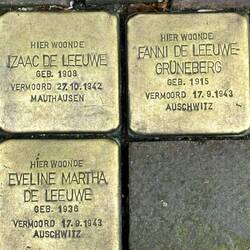 HIER WOONDE
IZAAC DE LEEUWE
GEB. 1908
VERMOORD 27.10.1942
MAUTHAUSEN
HIER WOONDE
FANNI DE LEEUWE-
GRÜNEBERG
GEB. 1915
VERMOORD 17.9.1943
AUSCHWITZ
HIER WOONDE
EVELINE MARTHA
DE LEEUWE
GEB. 1936
VERMOORD 17.9.1943
AUSCHWITZ